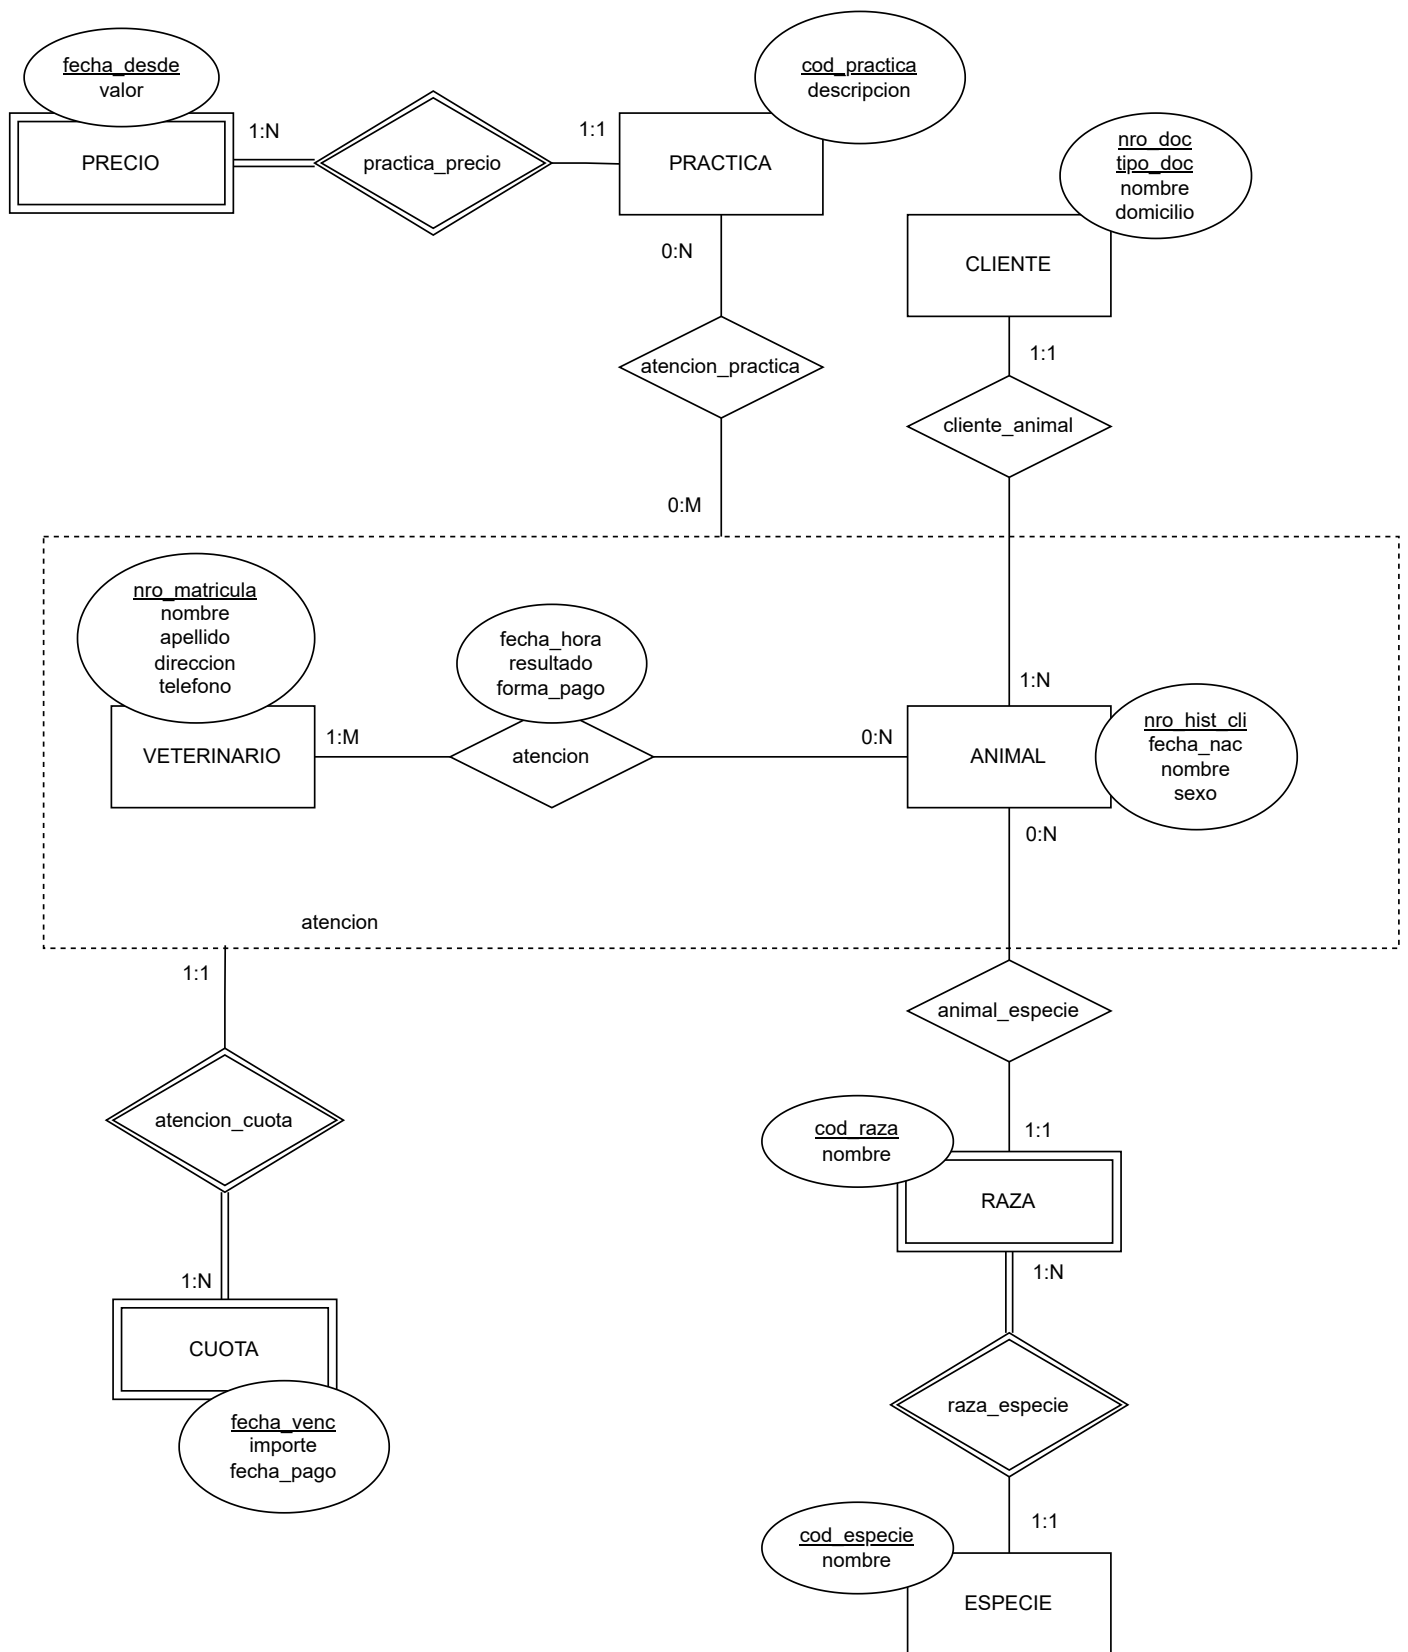 fecha_desde
valor
PRECIO
1:N
practica_precio
1:1
PRACTICA
cod_practica
descripcion
nro_doc
tipo_doc
nombre
domicilio
CLIENTE
0:N
atencion_practica
0:M
1:1
cliente_animal
1:N
nro_matricula
nombre
apellido
direccion
telefono
VETERINARIO
1:M
fecha_hora
resultado
forma_pago
atencion
0:N
ANIMAL
nro_hist_cli
fecha_nac
nombre
sexo
0:N
atencion
1:1
atencion_cuota
1:N
CUOTA
fecha_venc
importe
fecha_pago
animal_especie
1:1
cod_raza
nombre
RAZA
1:N
raza_especie
1:1
cod_especie
nombre
ESPECIE